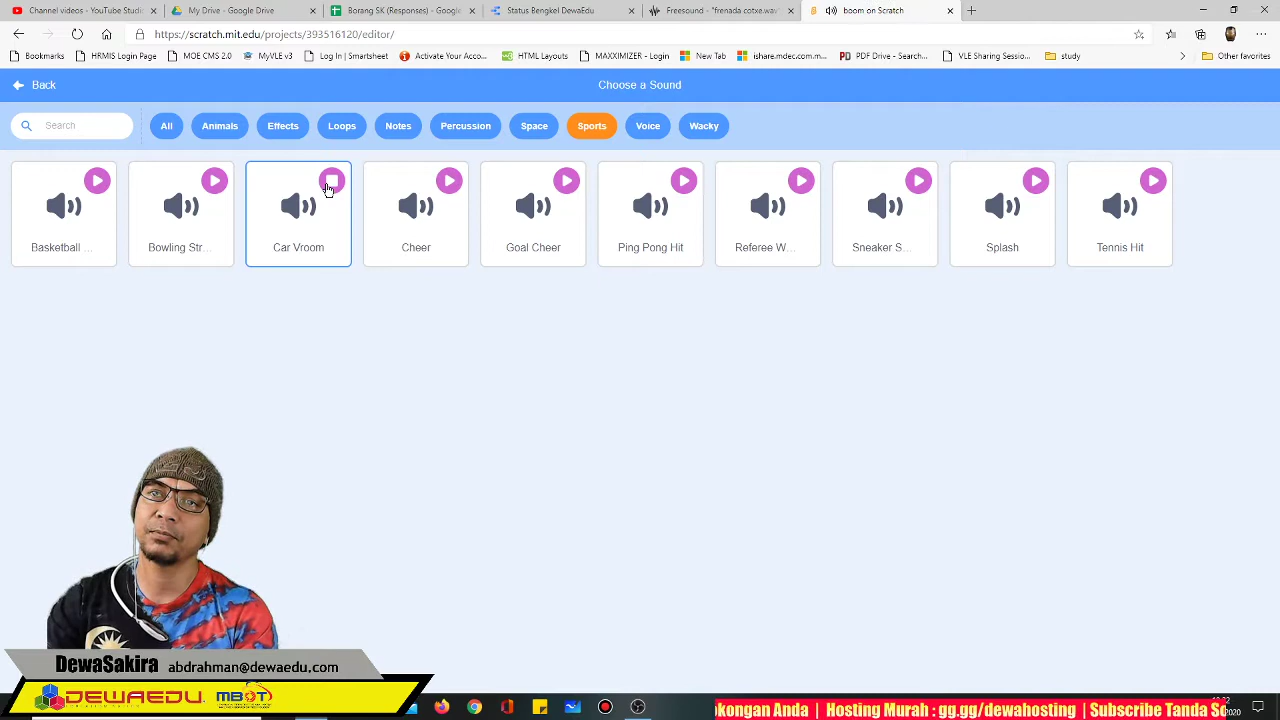 Channel videos - YouTube Studio
My Drive - Google Drive
Borang SK (Responses) - Google
Status Bengkel DewaEdu
Freesound - "frenada cotxe.wav"
boom on Scratch
https://scratch.mit.edu/projects/393516120/editor/
Bookmarks
HRMIS Login Page
MOE CMS 2.0
MyVLE v3
Log In | Smartsheet
Activate Your Acco...
HTML Layouts
MAXXIMIZER - Login
New Tab
ishare.mdec.com.m...
PDF Drive - Search...
VLE Sharing Sessio...
study
Other favorites
Back
Choose a Sound
Search
All
Animals
Effects
Loops
Notes
Percussion
Space
Sports
Voice
Wacky
Basketball ...
Bowling Str...
Car Vroom
Cheer
Goal Cheer
Ping Pong Hit
Referee W...
Sneaker S...
Splash
Tennis Hit
DewaSakira abdrahman@dewaedu.com
DEWAEDU
MBOT
okongan Anda | Hosting Murah : gg.gg/dewahosting | Subscribe Tanda So
2020